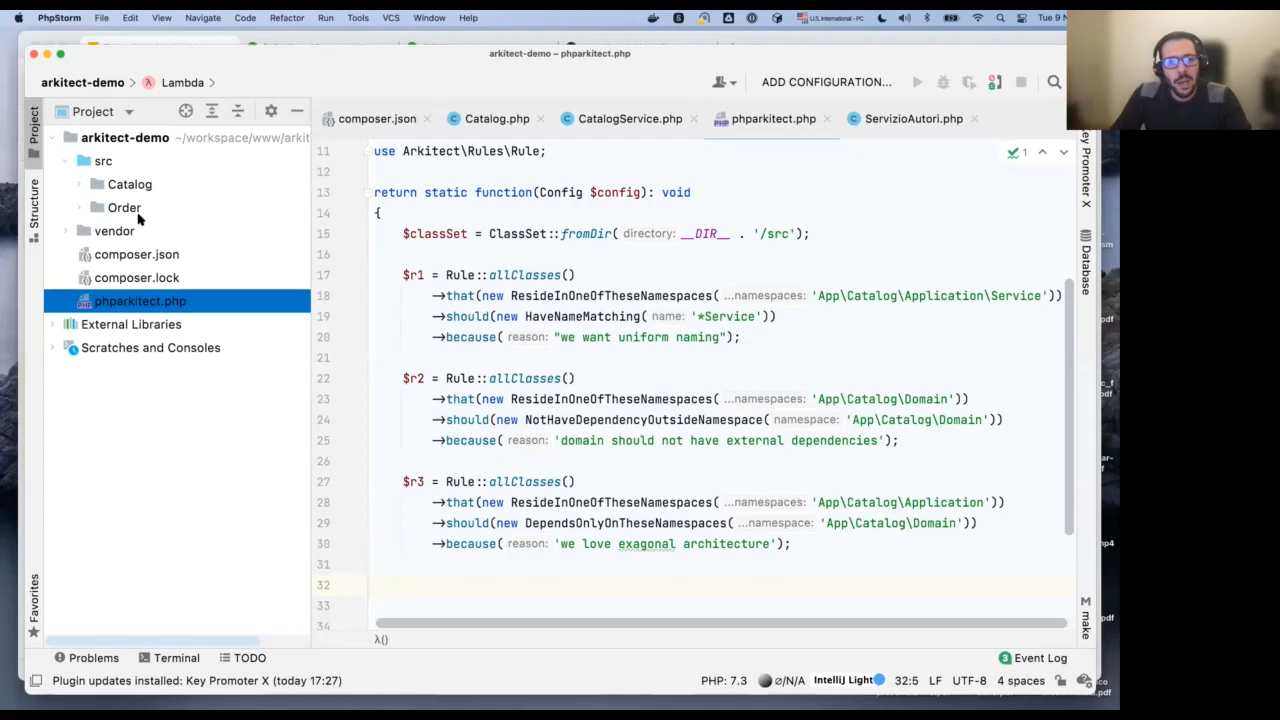 PhpStorm File Edit View Navigate Code Refactor Run Tools VCS Window Help
U.S. International - PC
Tue 9 N
arkitect-demo – phparkitect.php
arkitect-demo > λ Lambda >
ADD CONFIGURATION...
Project
composer.json
Catalog.php
CatalogService.php
phparkitect.php
ServizioAutori.php
Project
Structure
Favorites
arkitect-demo ~/workspace/www/arkit
src
Catalog
Order
vendor
composer.json
composer.lock
phparkitect.php
External Libraries
Scratches and Consoles
11 use Arkitect\Rules\Rule;
12
13 return static function(Config $config): void
14 {
15 $classSet = ClassSet::fromDir( directory: __DIR__ . '/src');
16
17 $r1 = Rule::allClasses()
18 →that(new ResideInOneOfTheseNamespaces( ...namespaces: 'App\Catalog\Application\Service'))
19 →should(new HaveNameMatching( name: '*Service'))
20 →because( reason: "we want uniform naming");
21
22 $r2 = Rule::allClasses()
23 →that(new ResideInOneOfTheseNamespaces( ...namespaces: 'App\Catalog\Domain'))
24 →should(new NotHaveDependencyOutsideNamespace( namespace: 'App\Catalog\Domain'))
25 →because( reason: 'domain should not have external dependencies');
26
27 $r3 = Rule::allClasses()
28 →that(new ResideInOneOfTheseNamespaces( ...namespaces: 'App\Catalog\Application'))
29 →should(new DependsOnlyOnTheseNamespaces( ...namespace: 'App\Catalog\Domain'))
30 →because( reason: 'we love exagonal architecture');
31
32
33
34
1
λ()
Key Promoter X
Database
M make
Problems Terminal TODO
3 Event Log
Plugin updates installed: Key Promoter X (today 17:27)
PHP: 7.3 ∅/N/A IntelliJ Light 32:5 LF UTF-8 4 spaces